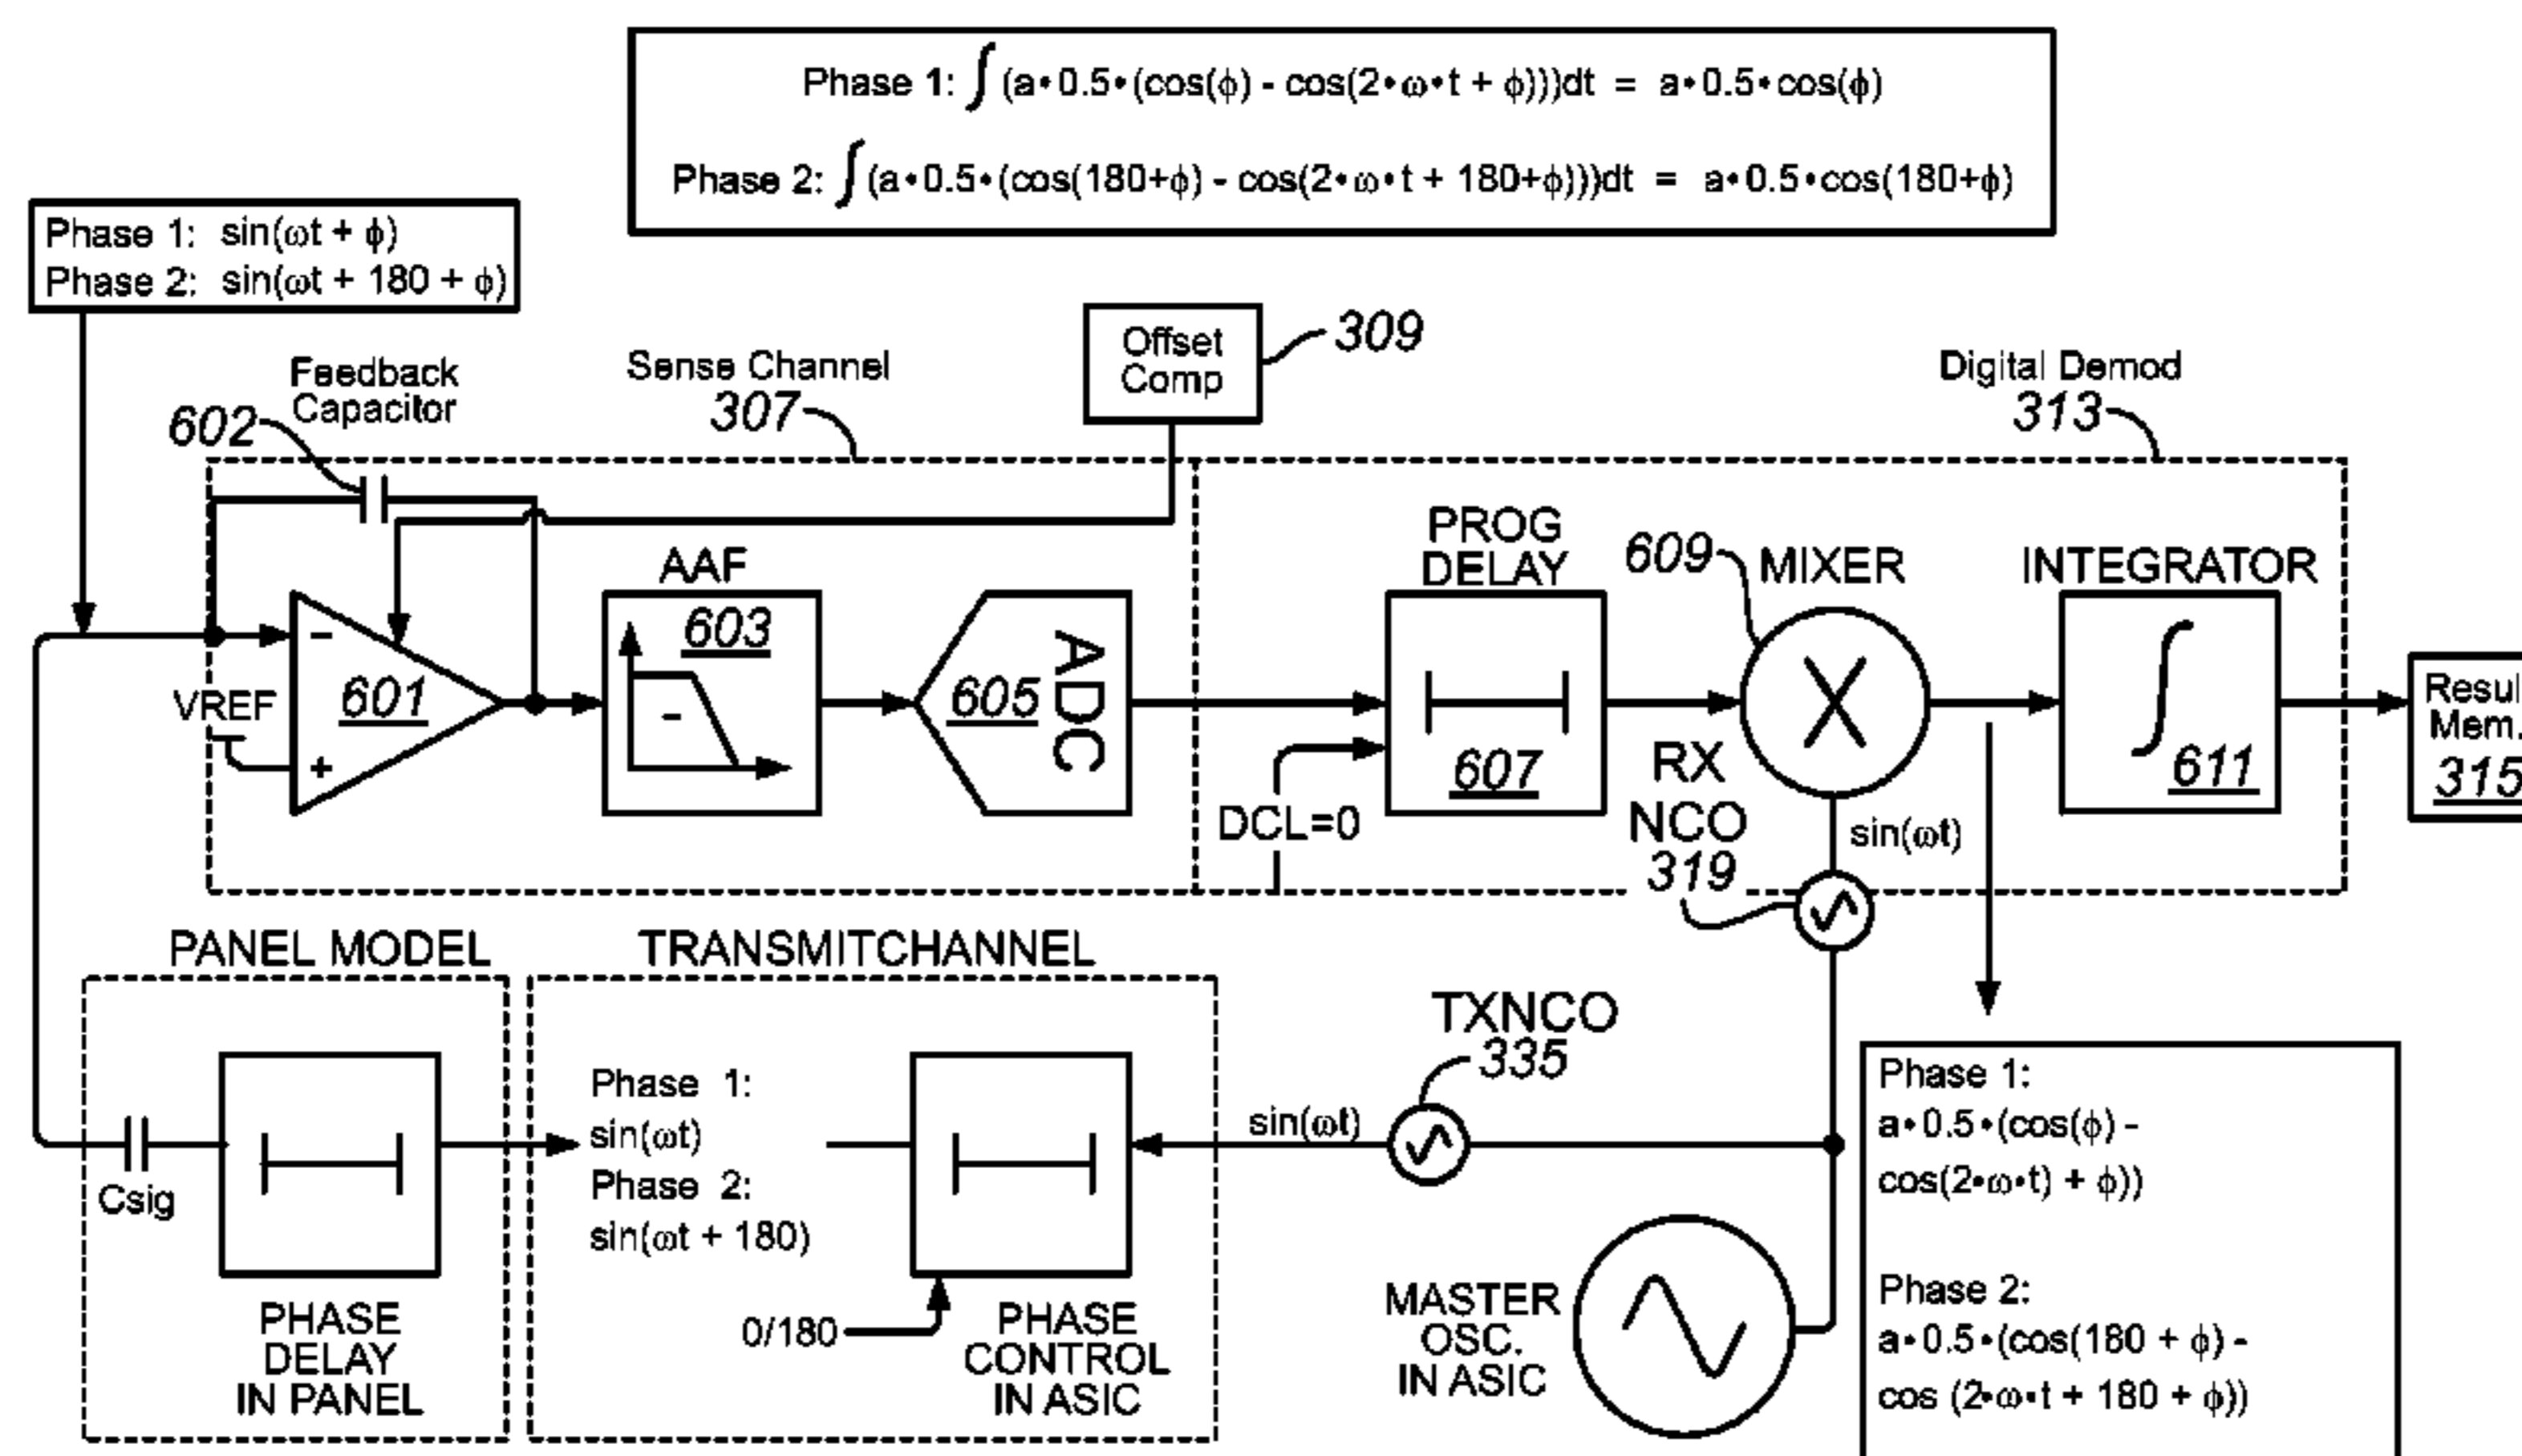 Phase 1: ∫(a•0.5•(cos(ϕ) - cos(2•ω•t + ϕ)))dt = a•0.5•cos(ϕ)
Phase 2: ∫(a•0.5•(cos(180+ϕ) - cos(2•ω•t + 180+ϕ)))dt = a•0.5•cos(180+ϕ)
Phase 1: sin(ωt + ϕ)
Phase 2: sin(ωt + 180 + ϕ)
Feedback
Capacitor
602
Sense Channel
307
Offset
Comp
309
Digital Demod
313
AAF
603
PROG
DELAY
609
MIXER
INTEGRATOR
-
601
VREF
+
-
605
ADC
607
DCL=0
RX
NCO
319
sin(ωt)
∫
611
Resul
Mem.
315
PANEL MODEL
TRANSMITCHANNEL
TXNCO
335
Csig
Phase 1:
sin(ωt)
Phase 2:
sin(ωt + 180)
sin(ωt)
PHASE
DELAY
IN PANEL
0/180
PHASE
CONTROL
IN ASIC
MASTER
OSC.
IN ASIC
Phase 1:
a•0.5•(cos(ϕ) -
cos(2•ω•t) + ϕ))
Phase 2:
a•0.5•(cos(180 + ϕ) -
cos (2•ω•t + 180 + ϕ))